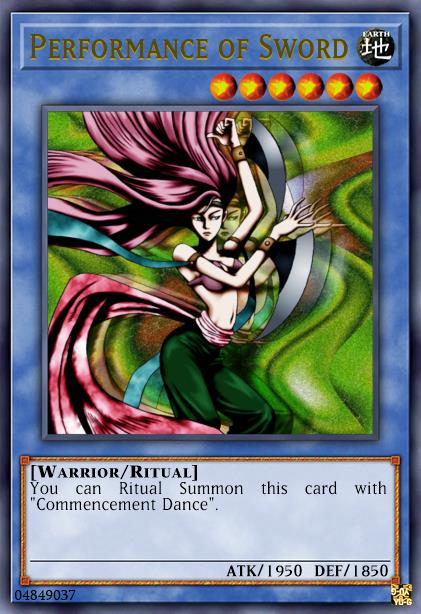 Performance of Sword
EARTH
地
[Warrior/Ritual]
You can Ritual Summon this card with
"Commencement Dance".
ATK/1950 DEF/1850
04849037